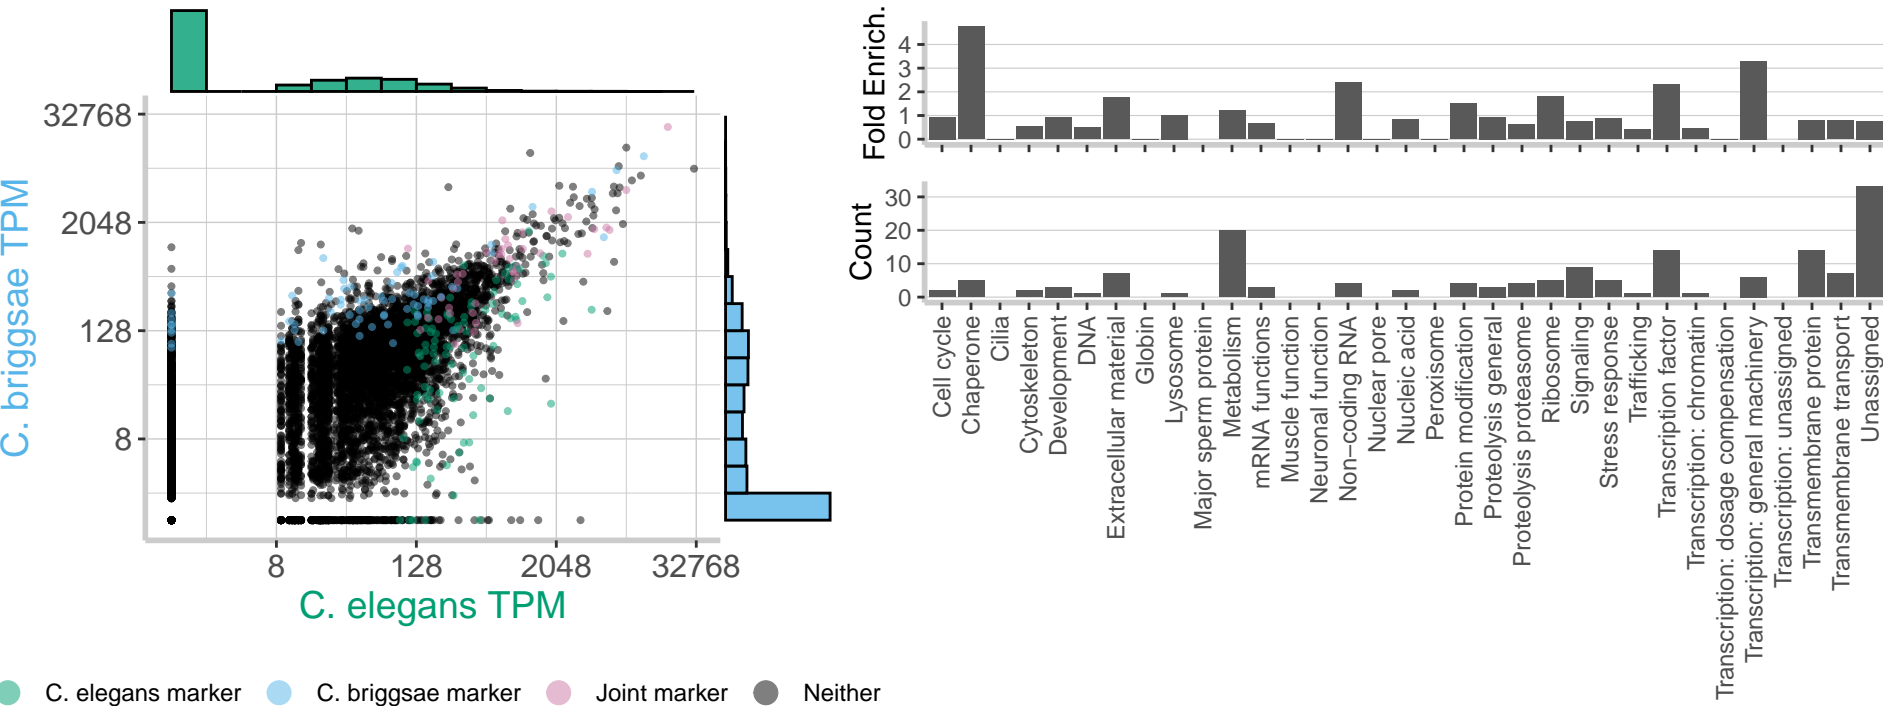 32768
2048
128
8
C. briggsae TPM
8
128
2048
32768
C. elegans TPM
C. elegans marker
C. briggsae marker
Joint marker
Neither
Fold Enrich.
4
3
2
1
0
Count
30
20
10
0
Cell cycle
Chaperone
Cilia
Cytoskeleton
Development
DNA
Extracellular material
Globin
Lysosome
Major sperm protein
Metabolism
mRNA functions
Muscle function
Neuronal function
Non−coding RNA
Nuclear pore
Nucleic acid
Peroxisome
Protein modification
Proteolysis general
Proteolysis proteasome
Ribosome
Signaling
Stress response
Trafficking
Transcription factor
Transcription: chromatin
Transcription: dosage compensation
Transcription: general machinery
Transcription: unassigned
Transmembrane protein
Transmembrane transport
Unassigned